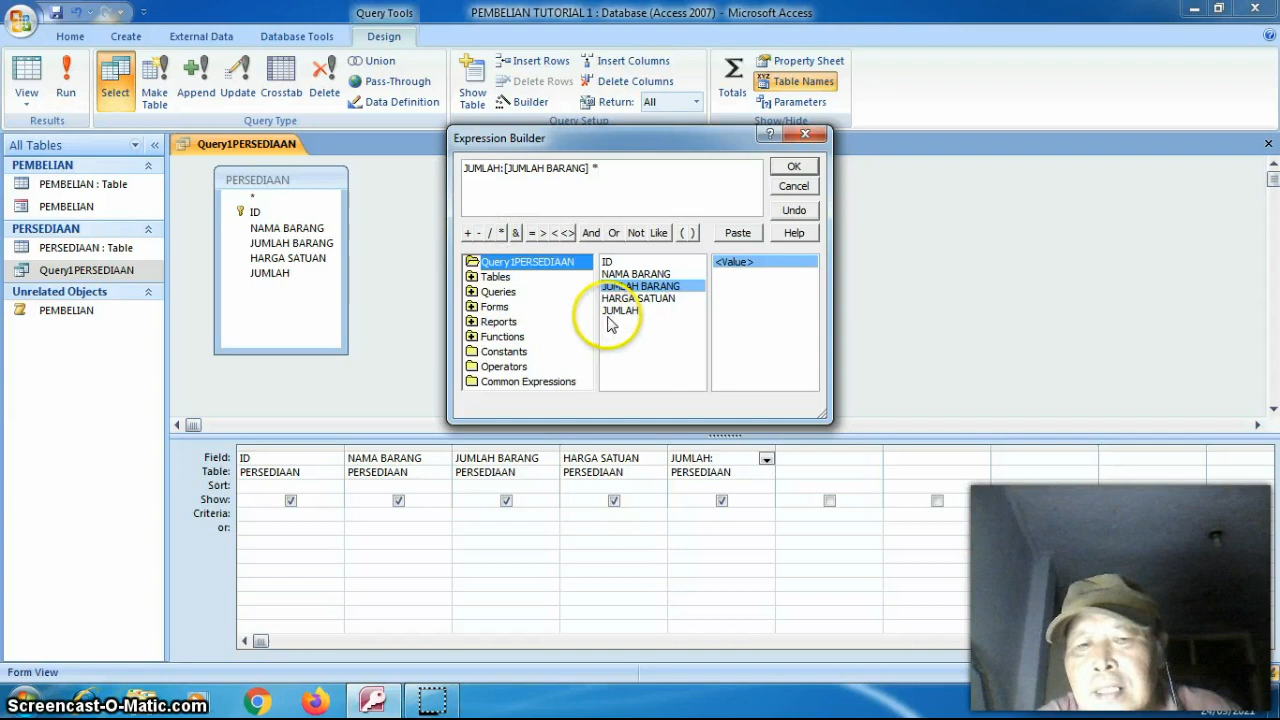 Query Tools
PEMBELIAN TUTORIAL 1 : Database (Access 2007) - Microsoft Access
Home
Create
External Data
Database Tools
Design
View
Run
Select
Make Table
Append
Update
Crosstab
Delete
Union
Pass-Through
Data Definition
Show Table
Insert Rows
Delete Rows
Builder
Insert Columns
Delete Columns
Return: All
Totals
Property Sheet
Table Names
Parameters
Results
Query Type
Query Setup
Show/Hide
All Tables
PEMBELIAN
PEMBELIAN : Table
PEMBELIAN
PERSEDIAAN
PERSEDIAAN : Table
Query1PERSEDIAAN
Unrelated Objects
PEMBELIAN
Query1PERSEDIAAN
PERSEDIAAN
*
ID
NAMA BARANG
JUMLAH BARANG
HARGA SATUAN
JUMLAH
Expression Builder
JUMLAH:[JUMLAH BARANG] *
OK
Cancel
Undo
+ - / * & = > < <> And Or Not Like ( )
Paste
Help
Query1PERSEDIAAN
Tables
Queries
Forms
Reports
Functions
Constants
Operators
Common Expressions
ID
NAMA BARANG
JUMLAH BARANG
HARGA SATUAN
JUMLAH
<Value>
Field: ID NAMA BARANG JUMLAH BARANG HARGA SATUAN JUMLAH:
Table: PERSEDIAAN PERSEDIAAN PERSEDIAAN PERSEDIAAN PERSEDIAAN
Sort:
Show:
Criteria:
or:
Form View
Screencast-O-Matic.com
24/09/2021